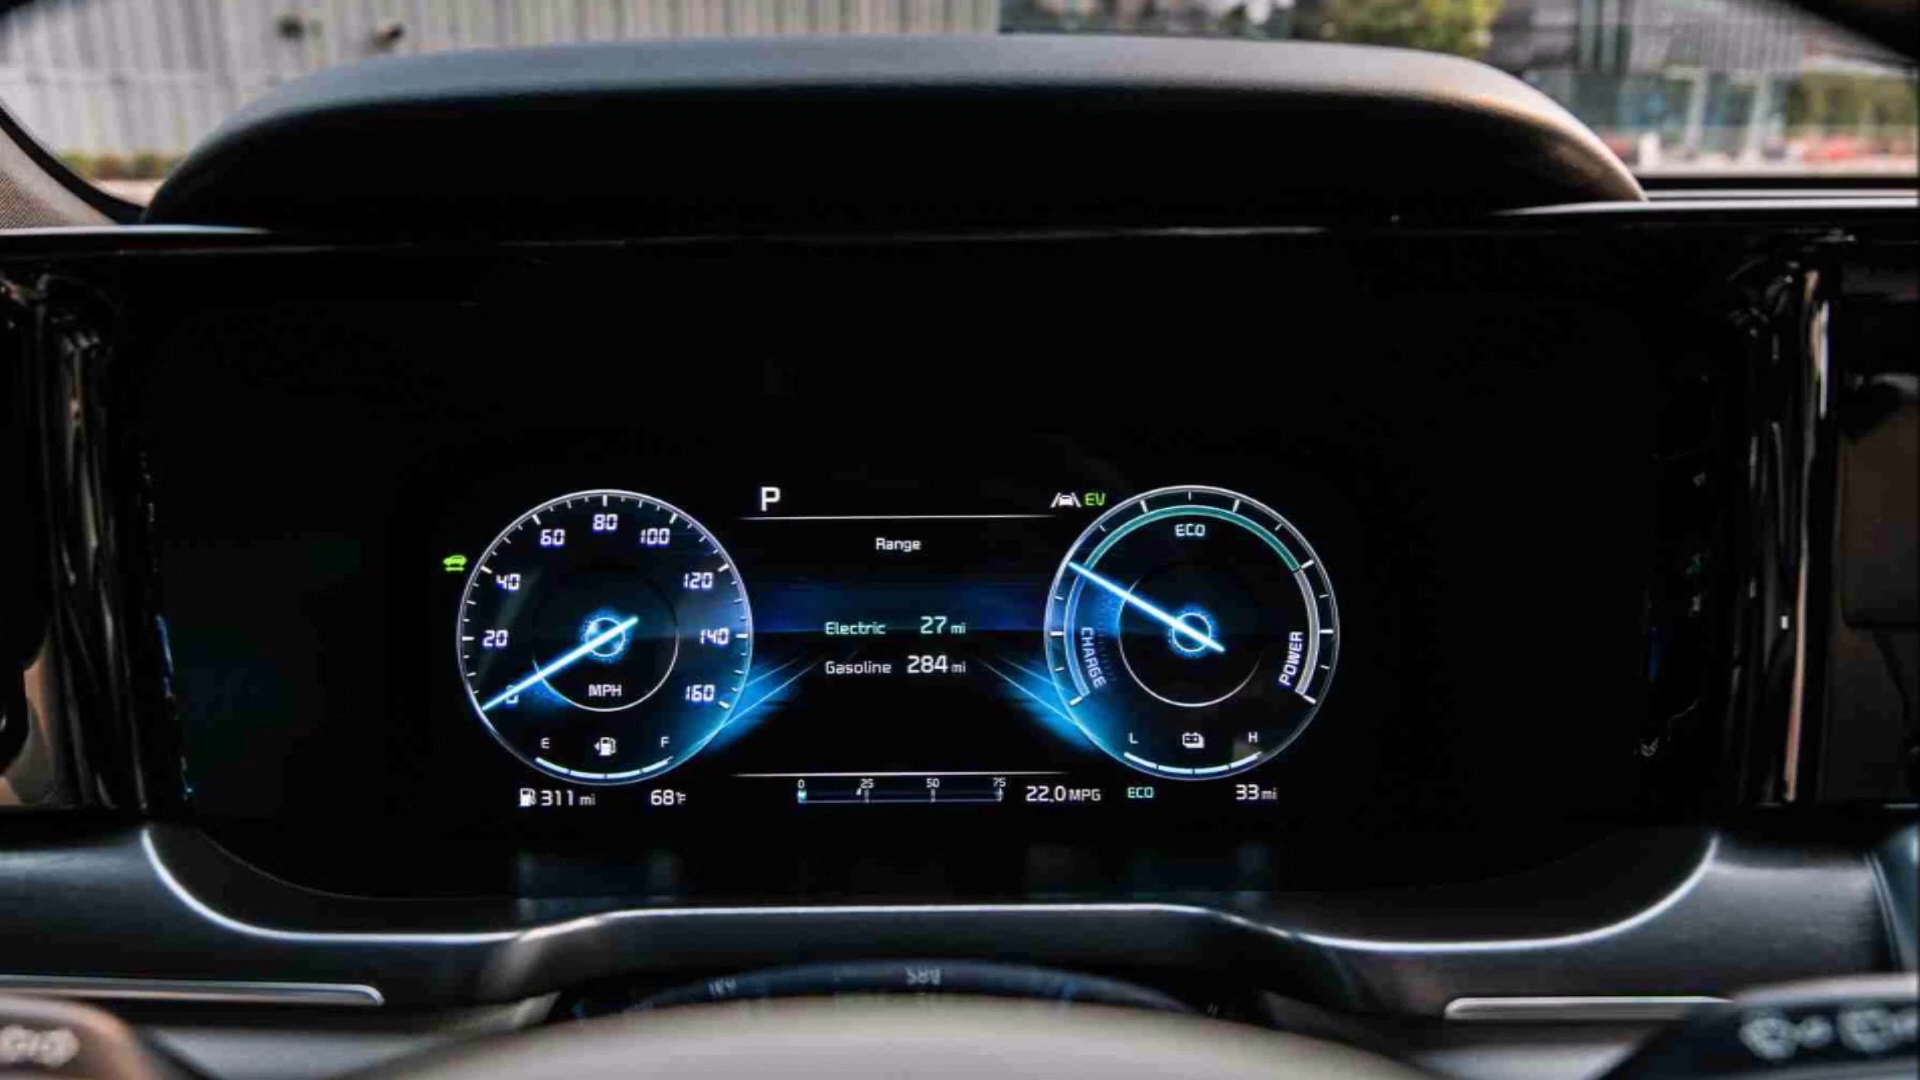 P
EV
60
80
100
40
120
20
140
0
160
MPH
E
F
311 mi
68°F
Range
Electric 27 mi
Gasoline 284 mi
0 25 50 75
22.0 MPG
ECO
CHARGE
POWER
L
H
ECO
33 mi